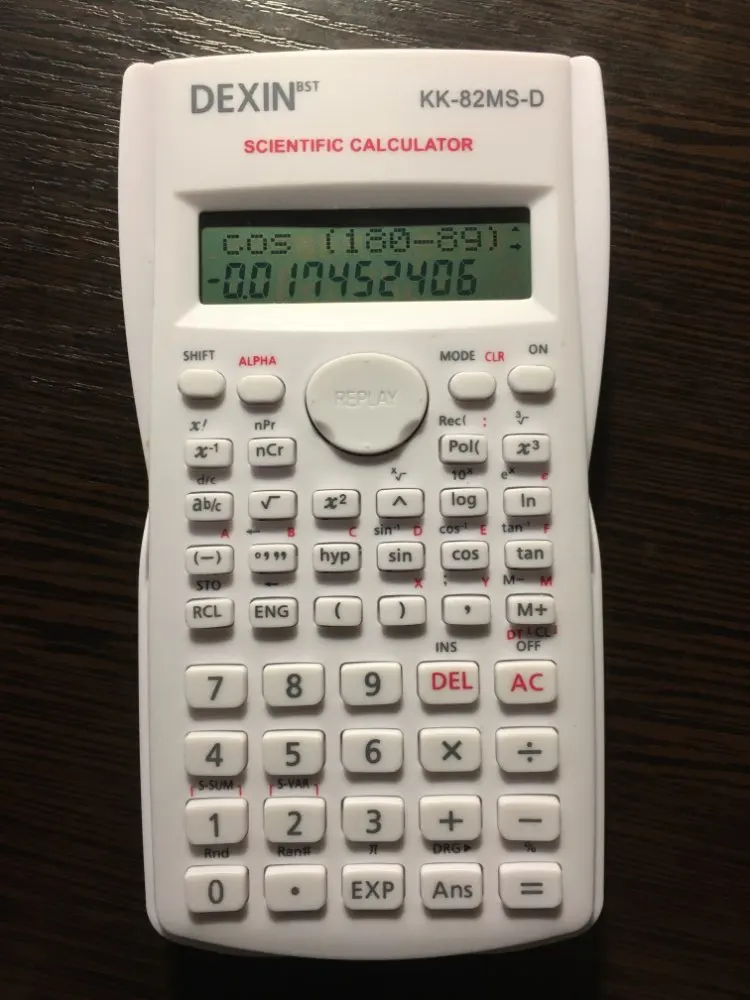 DEXIN BST KK-82MS-D
SCIENTIFIC CALCULATOR
cos (180-89)
-0.017452406
SHIFT ALPHA MODE CLR ON
REPLAY
x! nPr Rec( : ³√
x⁻¹ nCr Pol( x³
d/c ˣ√ 10ˣ eˣ e
ab/c √ x² ^ log ln
A ← B C sin⁻¹ D cos⁻¹ E tan⁻¹ F
(−) °,,, hyp sin cos tan
STO ← X ; Y M− M
RCL ENG ( ) , M+
DT CL
INS OFF
7 8 9 DEL AC
4 5 6 × ÷
S-SUM S-VAR
1 2 3 + −
Rnd Ran# π DRG▶ %
0 . EXP Ans =